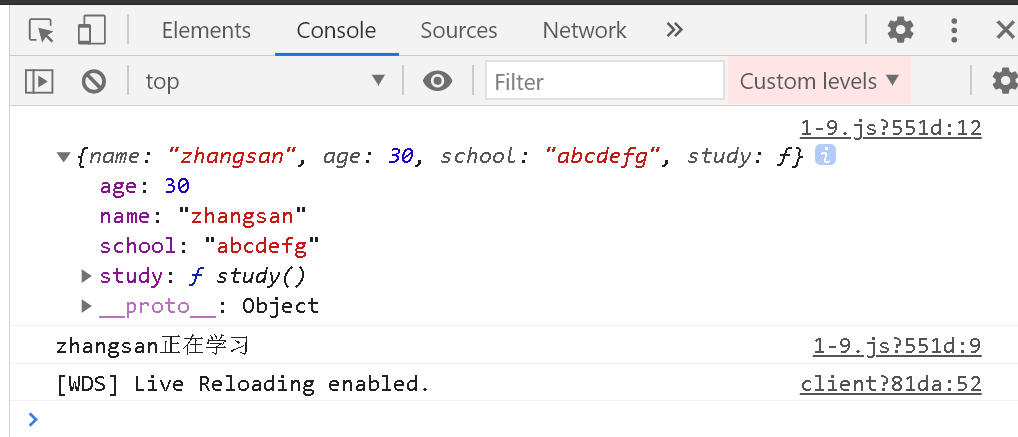 Elements Console Sources Network »
top Filter Custom levels
1-9.js?551d:12
{name: "zhangsan", age: 30, school: "abcdefg", study: ƒ} i
age: 30
name: "zhangsan"
school: "abcdefg"
study: ƒ study()
__proto__: Object
zhangsan正在学习 1-9.js?551d:9
[WDS] Live Reloading enabled. client?81da:52